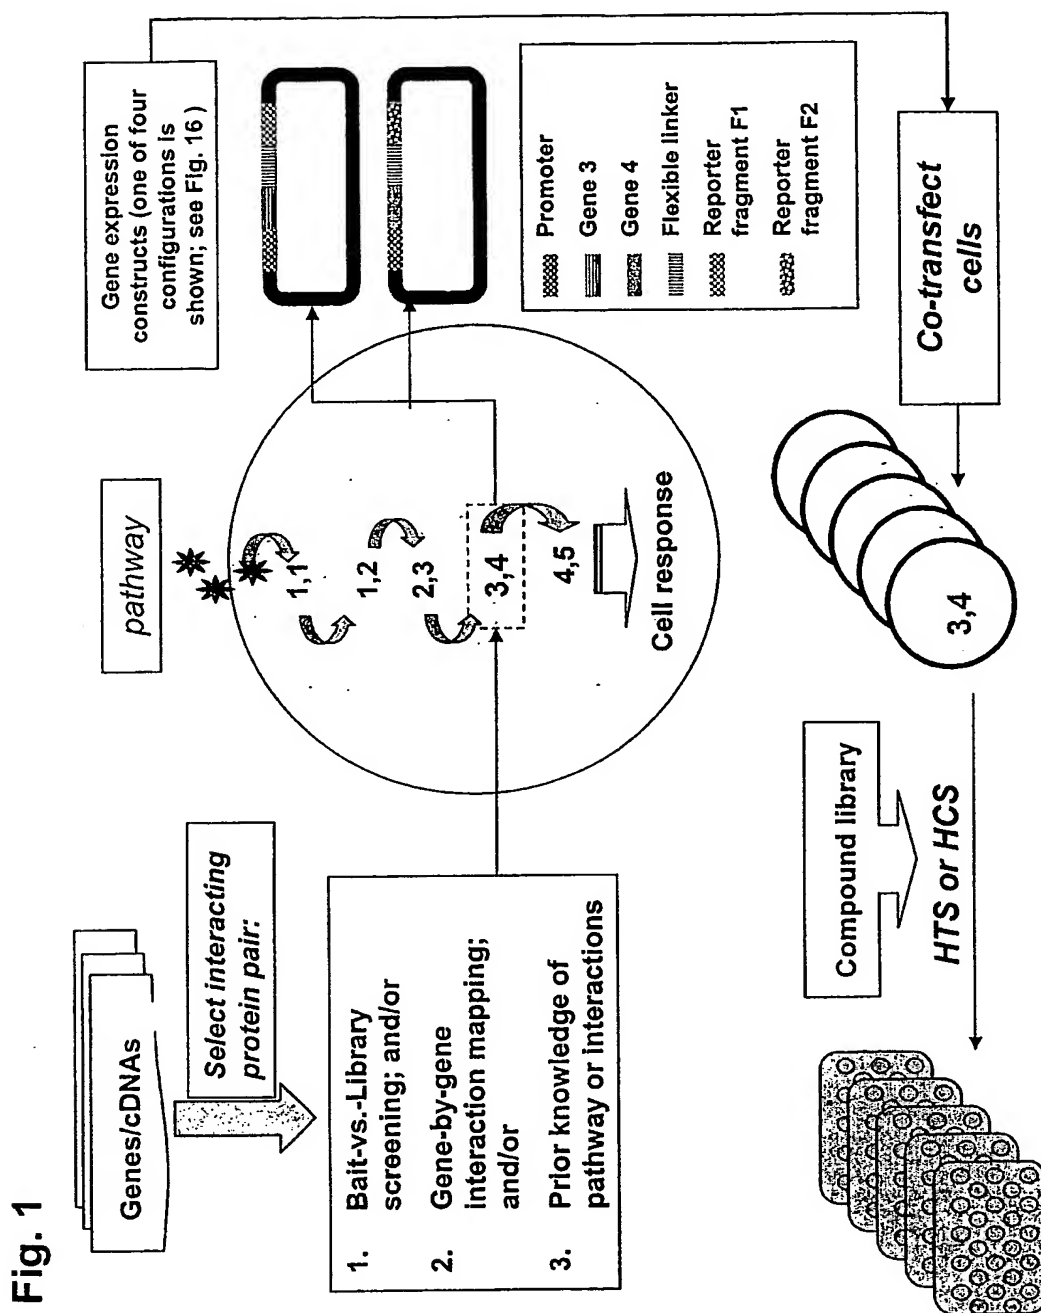 Fig. 1
Genes/cDNAs
Select interacting
protein pair:
1. Bait-vs.-Library
screening; and/or
2. Gene-by-gene
interaction mapping;
and/or
3. Prior knowledge of
pathway or interactions
pathway
1,1
1,2
2,3
3,4
4,5
Cell response
Gene expression
constructs (one of four
configurations is
shown; see Fig. 16 )
Promoter
Gene 3
Gene 4
Flexible linker
Reporter
fragment F1
Reporter
fragment F2
Co-transfect
cells
3,4
Compound library
HTS or HCS